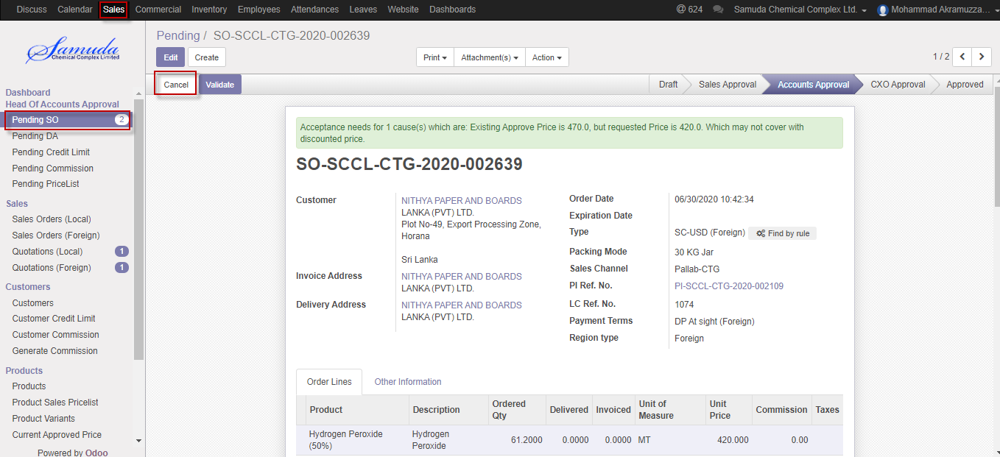 Discuss Calendar Sales Commercial Inventory Employees Attendances Leaves Website Dashboards @ 624 Samuda Chemical Complex Ltd. Mohammad Akramuzza...
Samuda
Chemical Complex Limited
Dashboard
Head Of Accounts Approval
Pending SO 2
Pending DA
Pending Credit Limit
Pending Commission
Pending PriceList
Sales
Sales Orders (Local)
Sales Orders (Foreign)
Quotations (Local) 1
Quotations (Foreign) 1
Customers
Customers
Customer Credit Limit
Customer Commission
Generate Commission
Products
Products
Product Sales Pricelist
Product Variants
Current Approved Price
Powered by Odoo
Pending / SO-SCCL-CTG-2020-002639
Edit Create Print Attachment(s) Action 1 / 2
Cancel Validate Draft Sales Approval Accounts Approval CXO Approval Approved
Acceptance needs for 1 cause(s) which are: Existing Approve Price is 470.0, but requested Price is 420.0. Which may not cover with
discounted price.
SO-SCCL-CTG-2020-002639
Customer NITHYA PAPER AND BOARDS
LANKA (PVT) LTD.
Plot No-49, Export Processing Zone,
Horana
Sri Lanka
Invoice Address NITHYA PAPER AND BOARDS
LANKA (PVT) LTD.
Delivery Address NITHYA PAPER AND BOARDS
LANKA (PVT) LTD.
Order Date 06/30/2020 10:42:34
Expiration Date
Type SC-USD (Foreign) Find by rule
Packing Mode 30 KG Jar
Sales Channel Pallab-CTG
PI Ref. No. PI-SCCL-CTG-2020-002109
LC Ref. No. 1074
Payment Terms DP At sight (Foreign)
Region type Foreign
Order Lines Other Information
Product Description Ordered Qty Delivered Invoiced Unit of Measure Unit Price Commission Taxes
Hydrogen Peroxide (50%) Hydrogen Peroxide 61.2000 0.0000 0.0000 MT 420.000 0.00